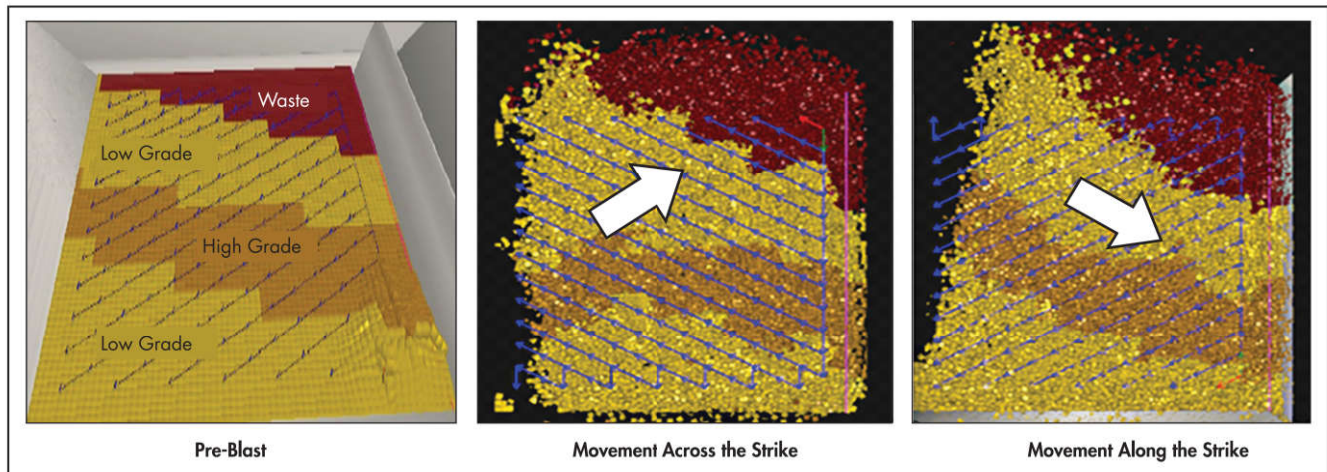 Waste
Low Grade
High Grade
Low Grade
Pre-Blast
Movement Across the Strike
Movement Along the Strike